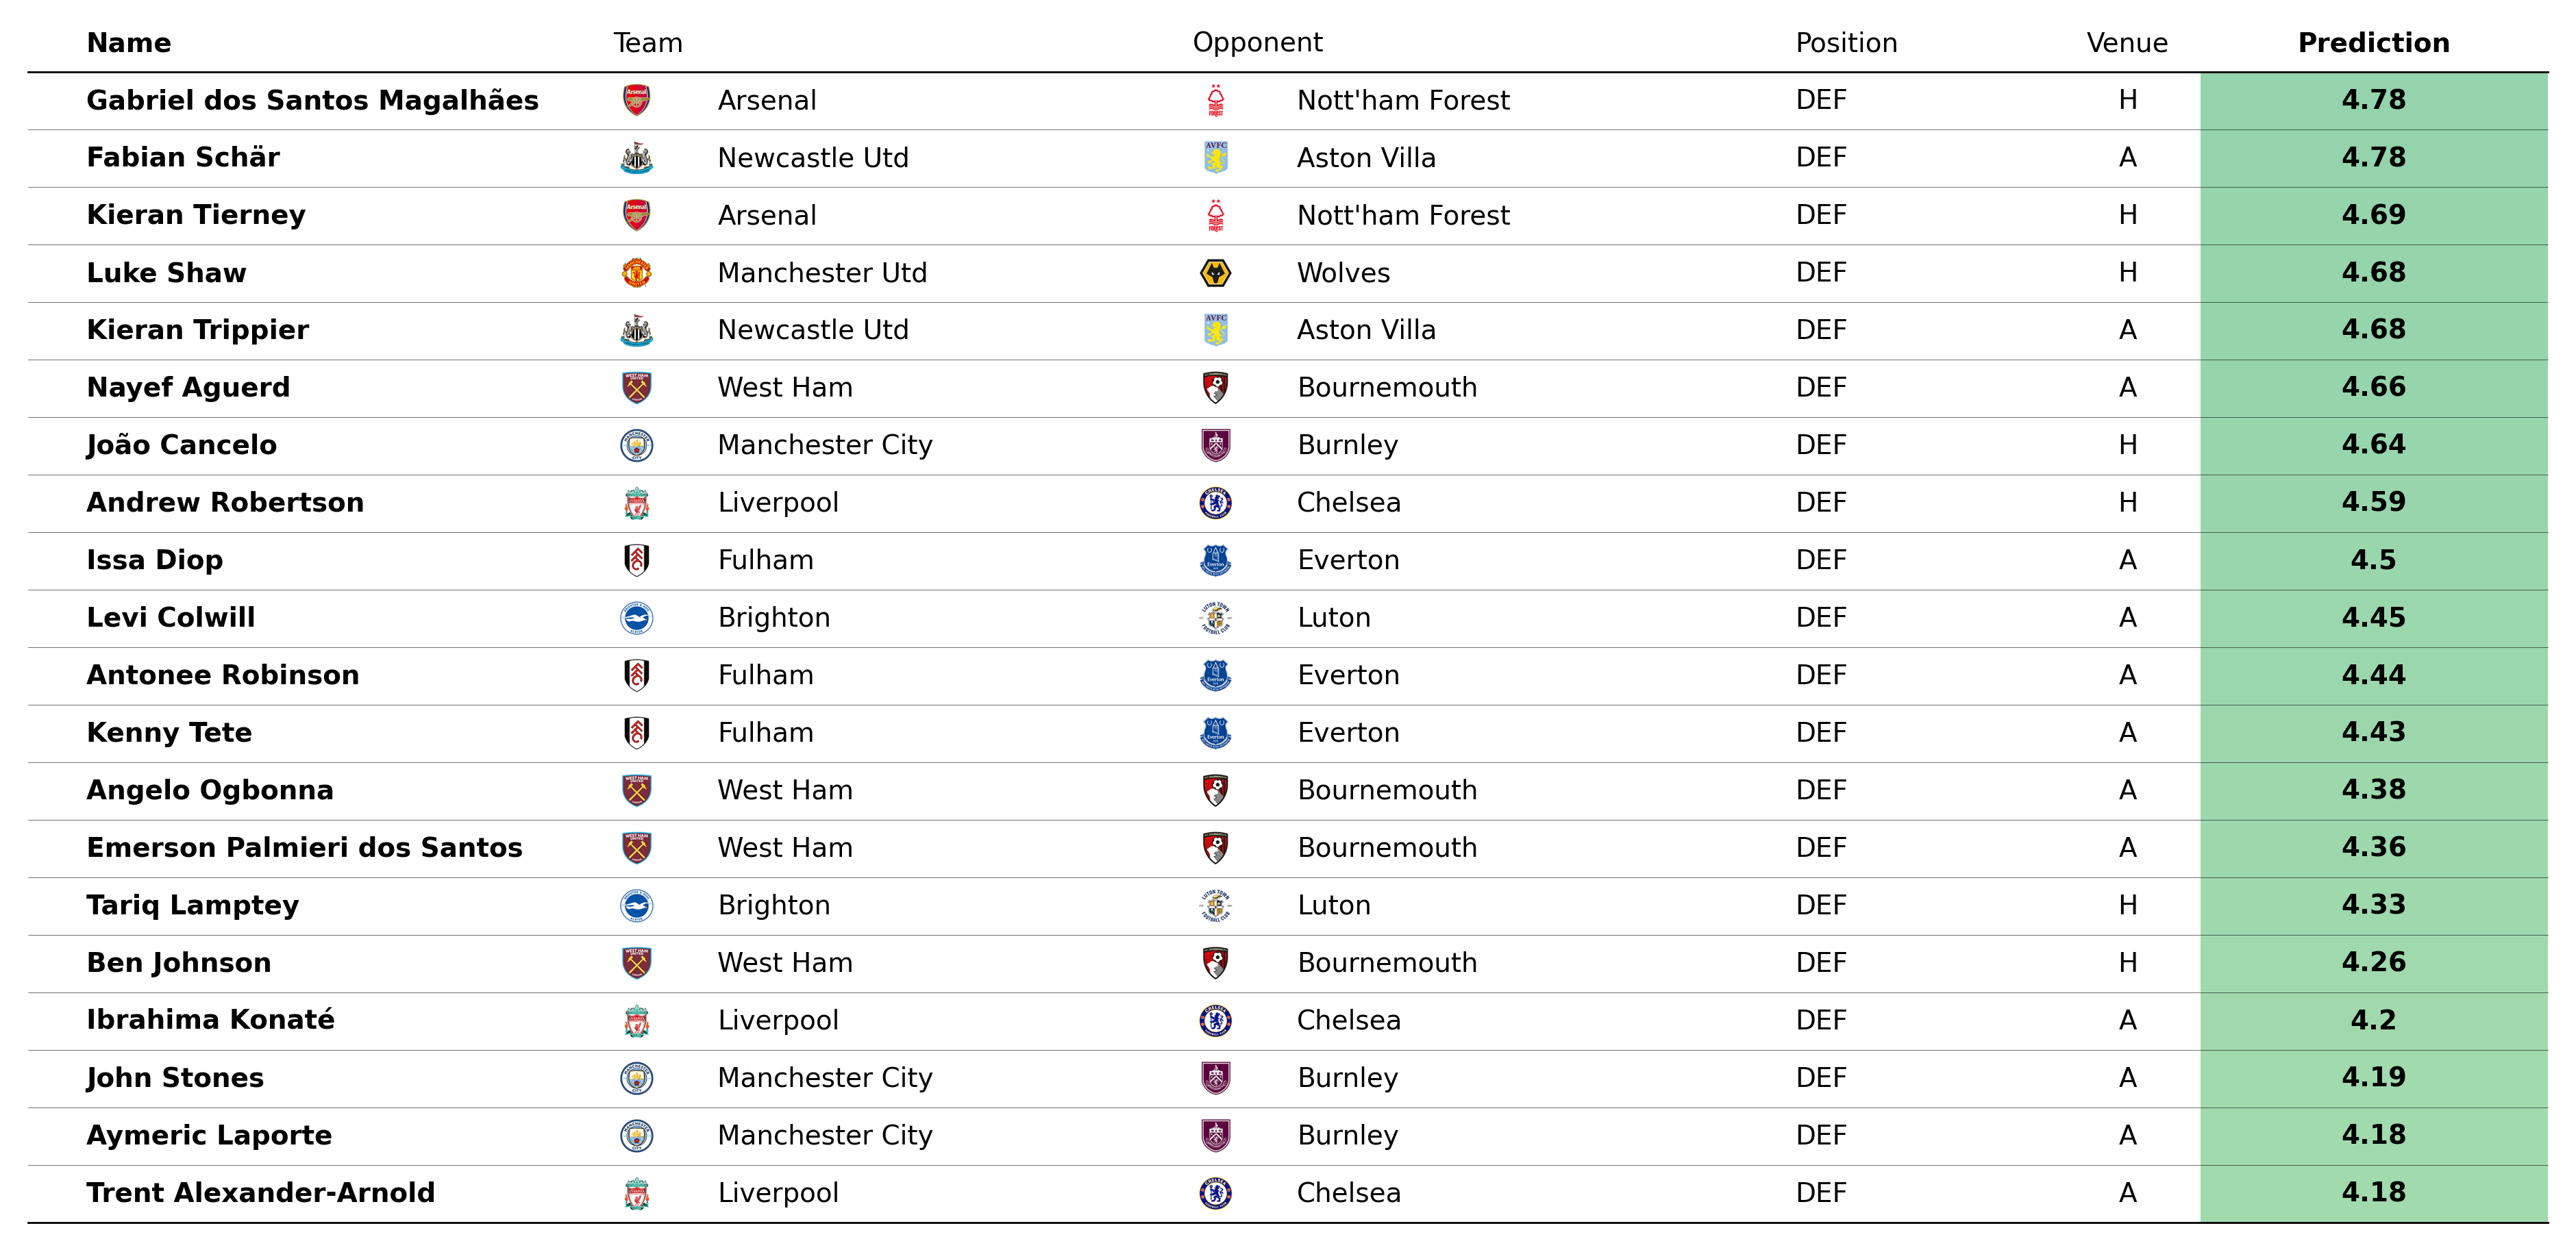 Name Team Opponent Position Venue Prediction
Gabriel dos Santos Magalhães Arsenal Nott'ham Forest DEF H 4.78
Fabian Schär Newcastle Utd Aston Villa DEF A 4.78
Kieran Tierney Arsenal Nott'ham Forest DEF H 4.69
Luke Shaw Manchester Utd Wolves DEF H 4.68
Kieran Trippier Newcastle Utd Aston Villa DEF A 4.68
Nayef Aguerd West Ham Bournemouth DEF A 4.66
João Cancelo Manchester City Burnley DEF H 4.64
Andrew Robertson Liverpool Chelsea DEF H 4.59
Issa Diop Fulham Everton DEF A 4.5
Levi Colwill Brighton Luton DEF A 4.45
Antonee Robinson Fulham Everton DEF A 4.44
Kenny Tete Fulham Everton DEF A 4.43
Angelo Ogbonna West Ham Bournemouth DEF A 4.38
Emerson Palmieri dos Santos West Ham Bournemouth DEF A 4.36
Tariq Lamptey Brighton Luton DEF H 4.33
Ben Johnson West Ham Bournemouth DEF H 4.26
Ibrahima Konaté Liverpool Chelsea DEF A 4.2
John Stones Manchester City Burnley DEF A 4.19
Aymeric Laporte Manchester City Burnley DEF A 4.18
Trent Alexander-Arnold Liverpool Chelsea DEF A 4.18